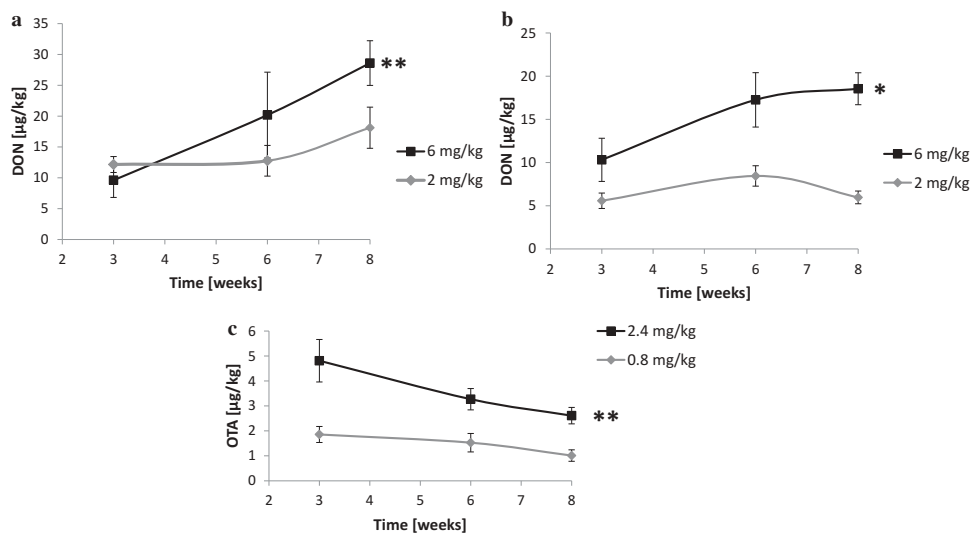 a
DON [µg/kg]
35
30
25
20
15
10
5
0
2 3 4 5 6 7 8
Time [weeks]
**
6 mg/kg
2 mg/kg
b
DON [µg/kg]
25
20
15
10
5
0
2 3 4 5 6 7 8
Time [weeks]
*
6 mg/kg
2 mg/kg
c
OTA [µg/kg]
6
5
4
3
2
1
0
2 3 4 5 6 7 8
Time [weeks]
**
2.4 mg/kg
0.8 mg/kg